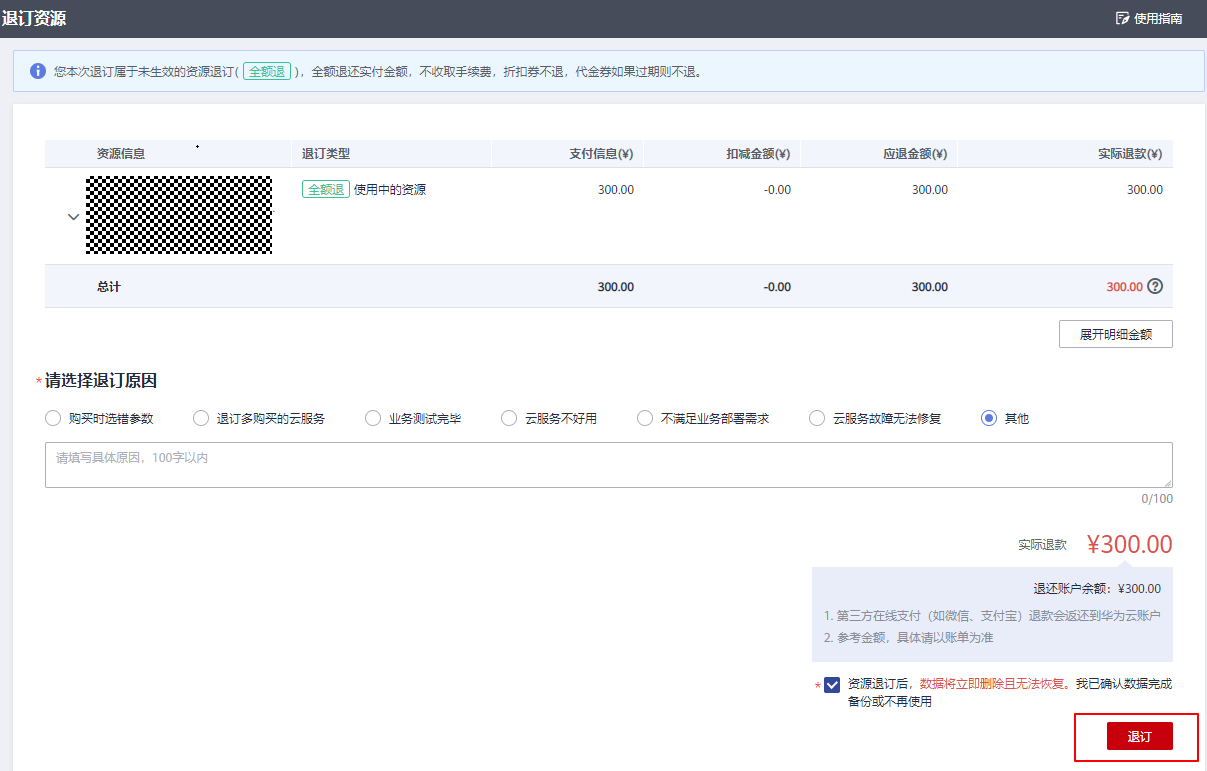 退订资源
使用指南
您本次退订属于未生效的资源退订( 全额退 )，全额退还实付金额，不收取手续费，折扣券不退，代金券如果过期则不退。
资源信息 退订类型 支付信息(¥) 扣减金额(¥) 应退金额(¥) 实际退款(¥)
全额退 使用中的资源 300.00 -0.00 300.00 300.00
总计 300.00 -0.00 300.00 300.00
展开明细金额
*请选择退订原因
购买时选错参数 退订多购买的云服务 业务测试完毕 云服务不好用 不满足业务部署需求 云服务故障无法修复 其他
请填写具体原因，100字以内
0/100
实际退款 ¥300.00
退还账户余额：¥300.00
1. 第三方在线支付（如微信、支付宝）退款会返还到华为云账户
2. 参考金额，具体请以账单为准
* 资源退订后，数据将立即删除且无法恢复。我已确认数据完成
备份或不再使用
退订